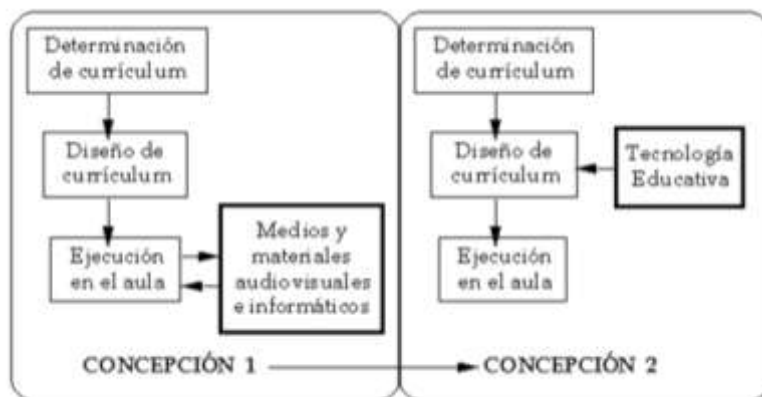 Determinación
de currículum
Diseño de
currículum
Ejecución
en el aula
Medios y
materiales
audiovisuales
e informáticos
CONCEPCIÓN 1
Determinación
de currículum
Diseño de
currículum
Tecnología
Educativa
Ejecución
en el aula
CONCEPCIÓN 2